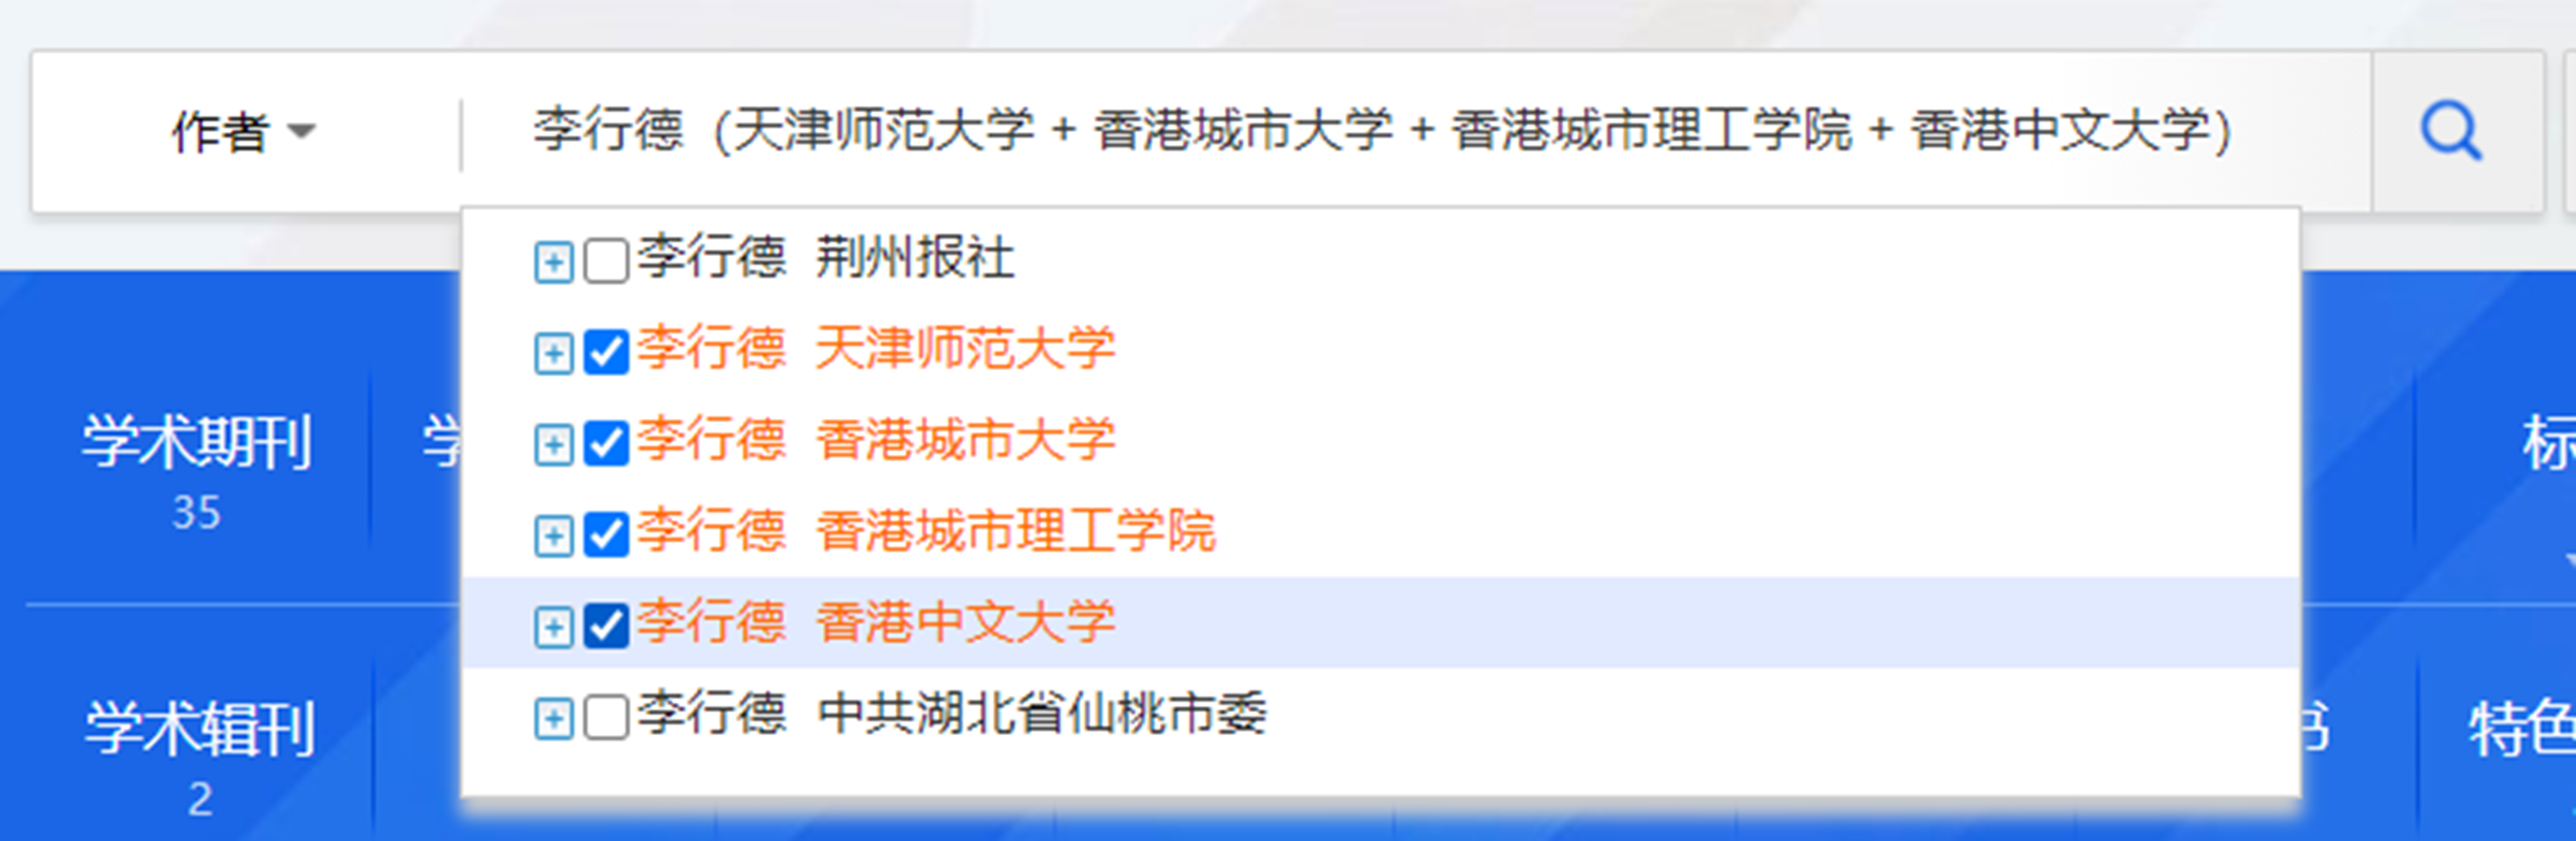 作者 李行德 (天津师范大学 + 香港城市大学 + 香港城市理工学院 + 香港中文大学)
李行德 荆州报社
李行德 天津师范大学
李行德 香港城市大学
李行德 香港城市理工学院
李行德 香港中文大学
李行德 中共湖北省仙桃市委
学术期刊 学 标
35
学术辑刊 书 特色
2